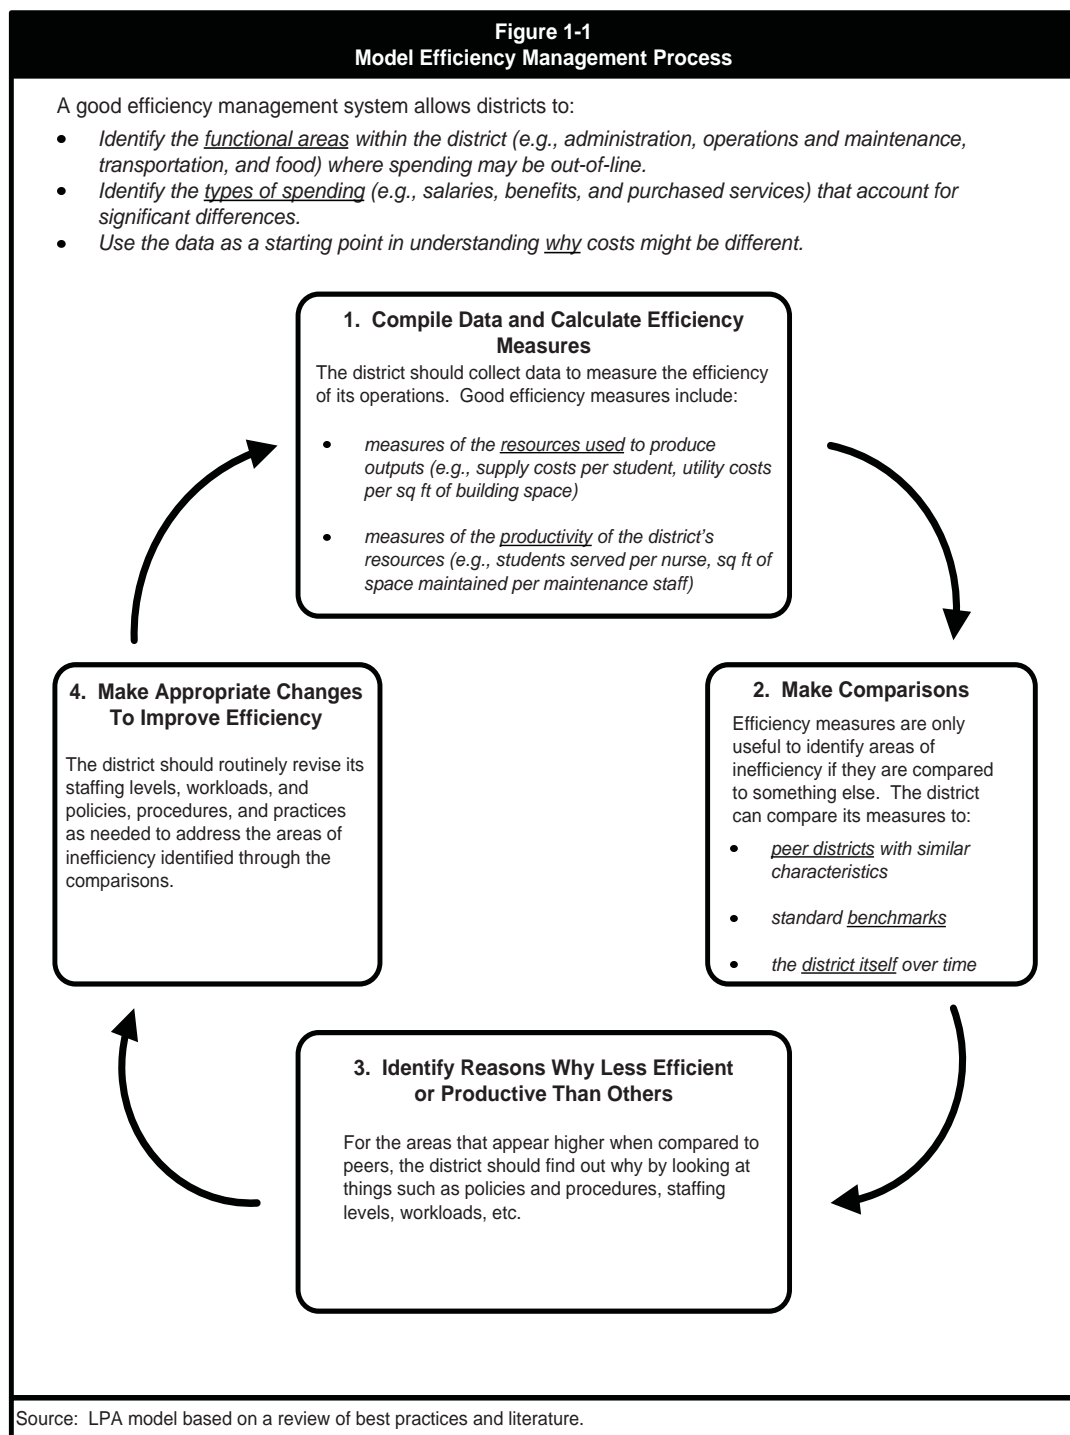 Figure 1-1
Model Efficiency Management Process
A good efficiency management system allows districts to:
• Identify the functional areas within the district (e.g., administration, operations and maintenance,
transportation, and food) where spending may be out-of-line.
• Identify the types of spending (e.g., salaries, benefits, and purchased services) that account for
significant differences.
• Use the data as a starting point in understanding why costs might be different.
1. Compile Data and Calculate Efficiency
Measures
The district should collect data to measure the efficiency
of its operations. Good efficiency measures include:
• measures of the resources used to produce
outputs (e.g., supply costs per student, utility costs
per sq ft of building space)
• measures of the productivity of the district's
resources (e.g., students served per nurse, sq ft of
space maintained per maintenance staff)
2. Make Comparisons
Efficiency measures are only
useful to identify areas of
inefficiency if they are compared
to something else. The district
can compare its measures to:
• peer districts with similar
characteristics
• standard benchmarks
• the district itself over time
3. Identify Reasons Why Less Efficient
or Productive Than Others
For the areas that appear higher when compared to
peers, the district should find out why by looking at
things such as policies and procedures, staffing
levels, workloads, etc.
4. Make Appropriate Changes
To Improve Efficiency
The district should routinely revise its
staffing levels, workloads, and
policies, procedures, and practices
as needed to address the areas of
inefficiency identified through the
comparisons.
Source: LPA model based on a review of best practices and literature.